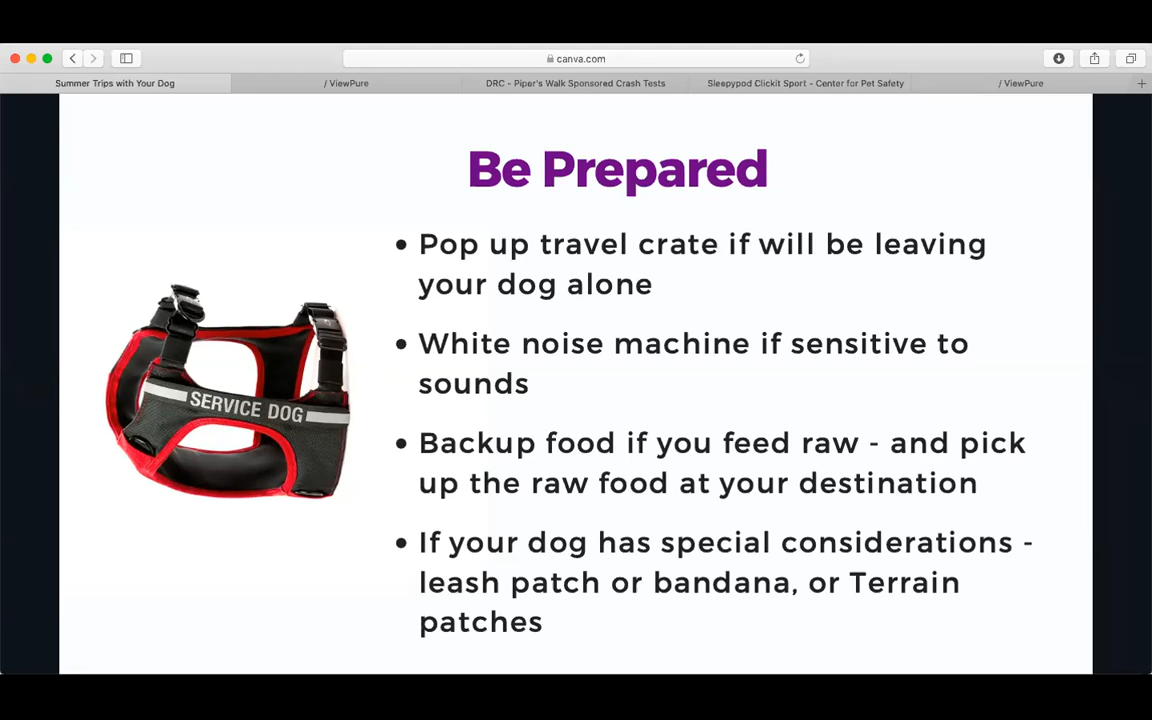 canva.com
Summer Trips with Your Dog
/ ViewPure
DRC - Piper's Walk Sponsored Crash Tests
Sleepypod Clickit Sport - Center for Pet Safety
/ ViewPure
Be Prepared
• Pop up travel crate if will be leaving
your dog alone
• White noise machine if sensitive to
sounds
• Backup food if you feed raw - and pick
up the raw food at your destination
• If your dog has special considerations -
leash patch or bandana, or Terrain
patches
SERVICE DOG